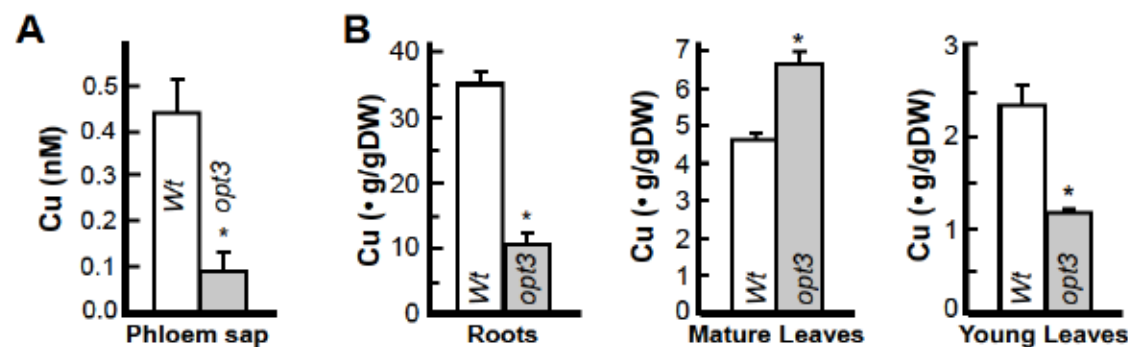 A
Cu (nM)
0.5
0.4
0.3
0.2
0.1
0.0
Wt
opt3
*
Phloem sap
B
Cu (• g/gDW)
40
30
20
10
0
Wt
opt3
*
Roots
Cu (• g/gDW)
7
6
5
4
3
2
1
0
Wt
opt3
*
Mature Leaves
Cu (• g/gDW)
3
2
1
0
Wt
opt3
*
Young Leaves